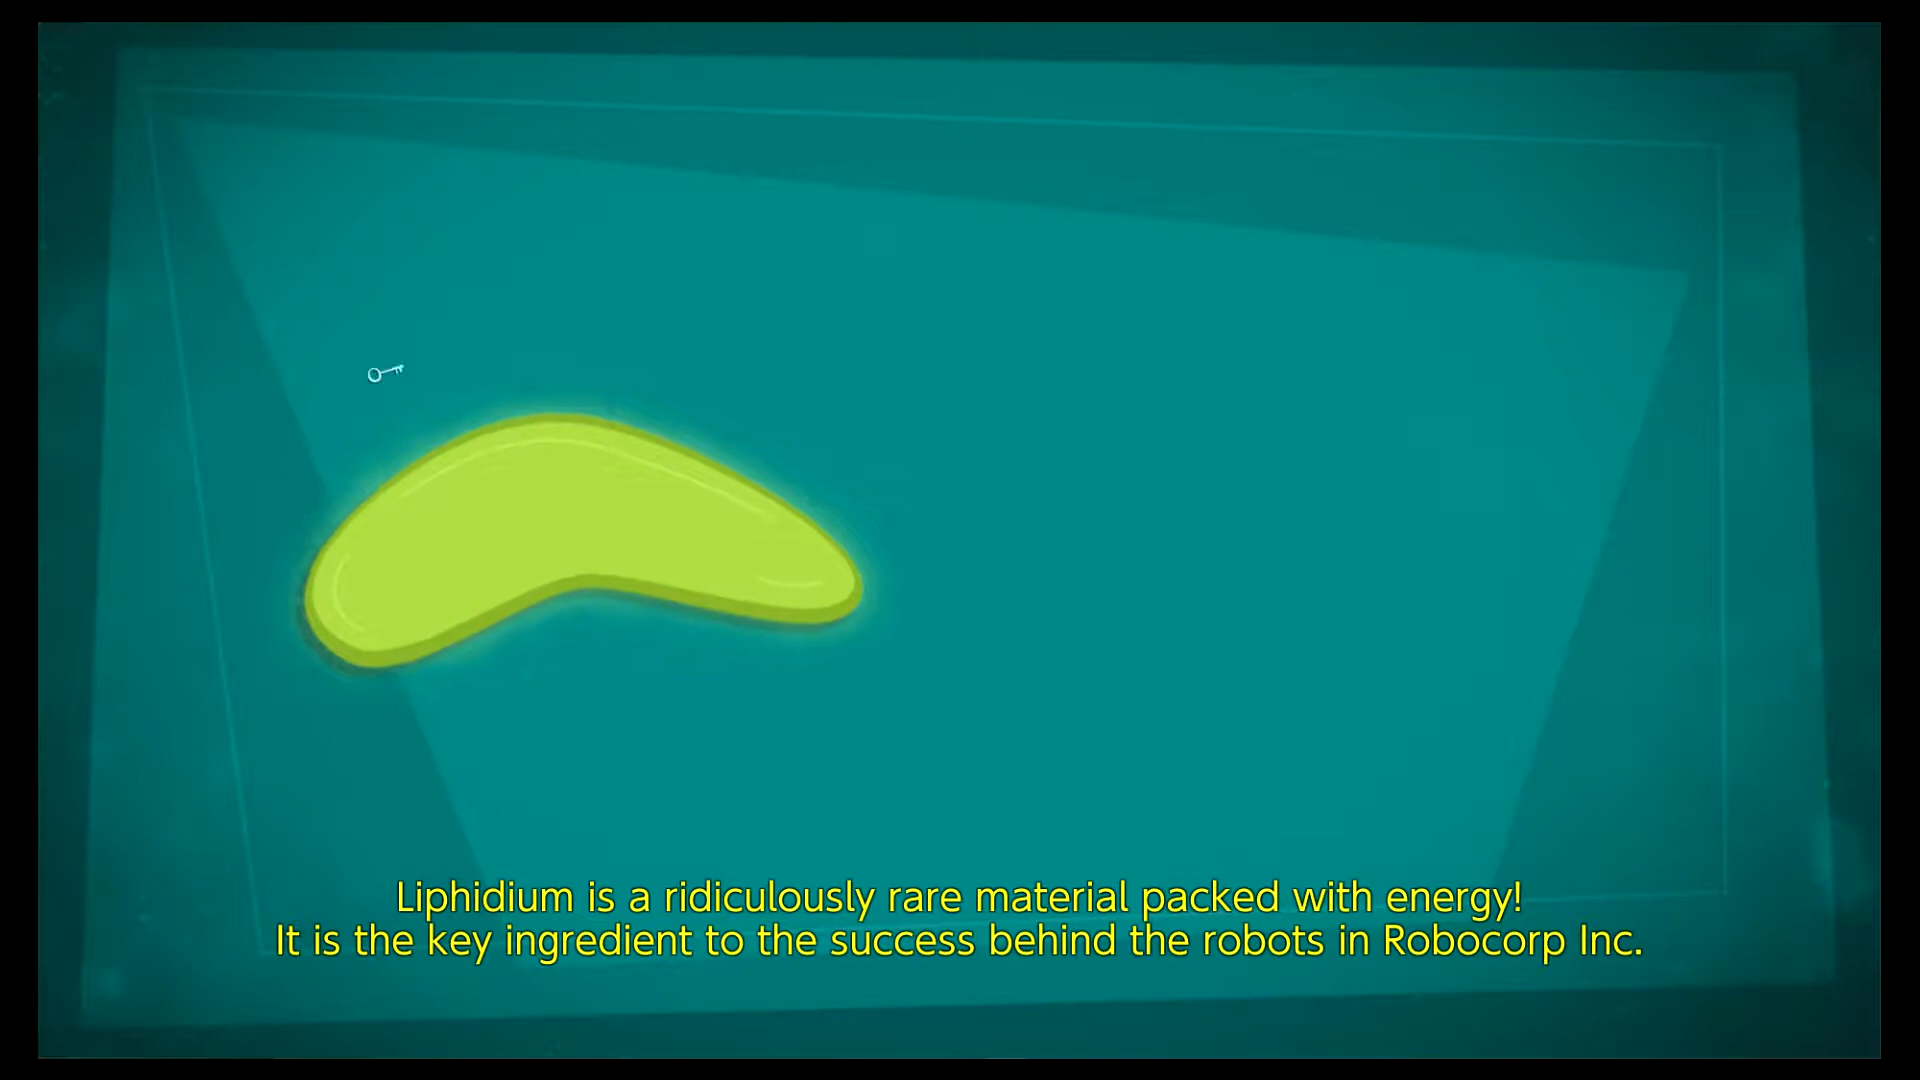 Liphidium is a ridiculously rare material packed with energy!
It is the key ingredient to the success behind the robots in Robocorp Inc.